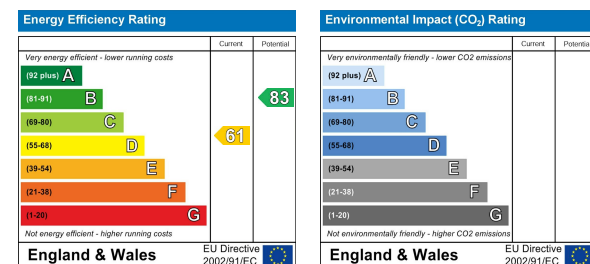 Energy Efficiency Rating
Current Potential
Very energy efficient - lower running costs
(92 plus) A
(81-91) B
83
(69-80) C
61
(55-68) D
(39-54) E
(21-38) F
(1-20) G
Not energy efficient - higher running costs
England & Wales
EU Directive
2002/91/EC
Environmental Impact (CO₂) Rating
Current Potentia
Very environmentally friendly - lower CO2 emissions
(92 plus) A
(81-91) B
(69-80) C
(55-68) D
(39-54) E
(21-38) F
(1-20) G
Not environmentally friendly - higher CO2 emissions
England & Wales
EU Directive
2002/91/EC